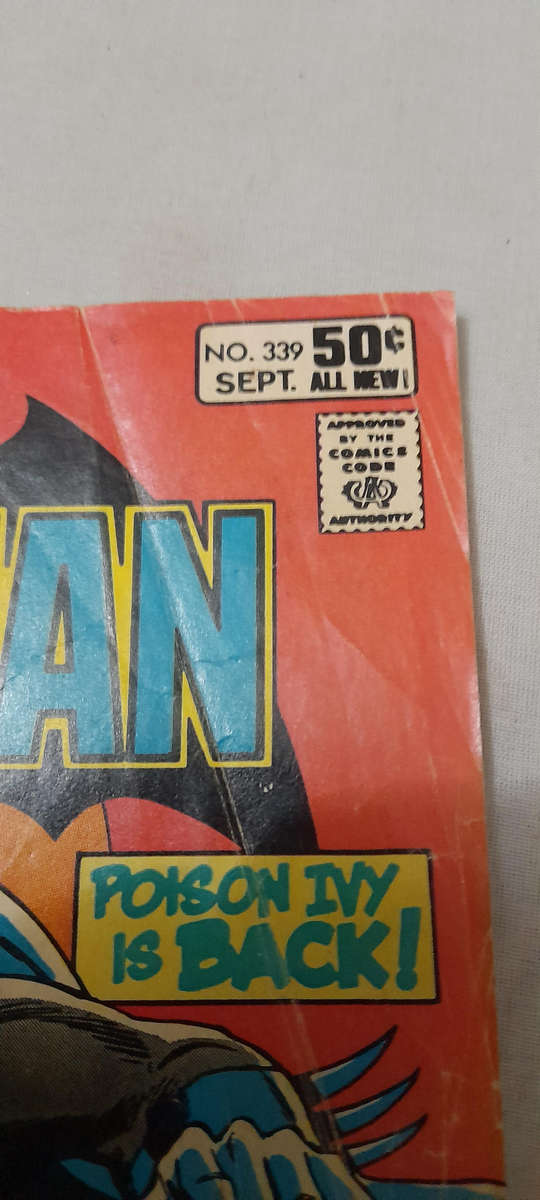 NO. 339 50¢
SEPT. ALL NEW!
APPROVED
BY THE
COMICS
CODE
AUTHORITY
AN
POISON IVY
IS BACK!